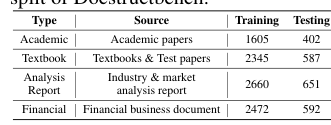 split of DocStructBench.
Type Source Training Testing
Academic Academic papers 1605 402
Textbook Textbooks & Test papers 2345 587
Analysis Report Industry & market analysis report 2660 651
Financial Financial business document 2472 592